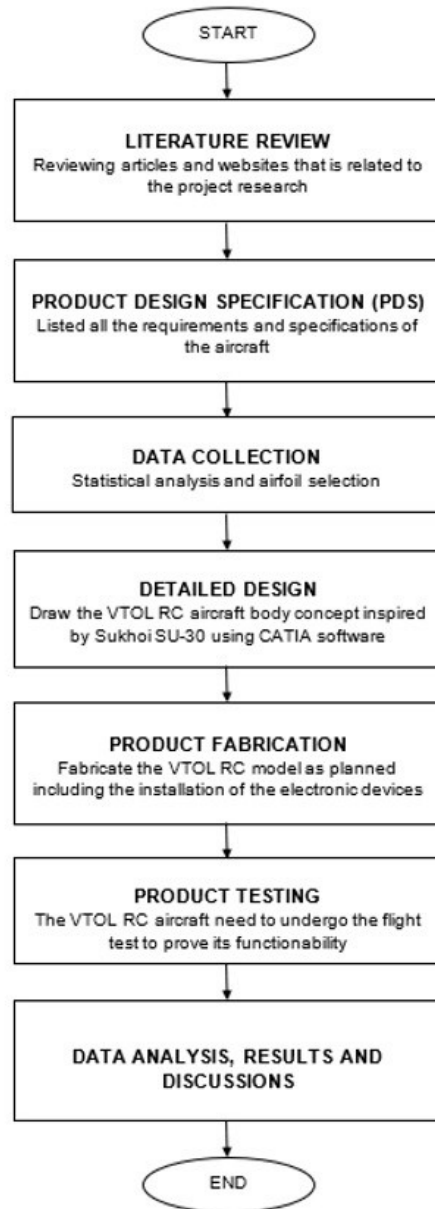 START
LITERATURE REVIEW
Reviewing articles and websites that is related to
the project research
PRODUCT DESIGN SPECIFICATION (PDS)
Listed all the requirements and specifications of
the aircraft
DATA COLLECTION
Statistical analysis and airfoil selection
DETAILED DESIGN
Draw the VTOL RC aircraft body concept inspired
by Sukhoi SU-30 using CATIA software
PRODUCT FABRICATION
Fabricate the VTOL RC model as planned
including the installation of the electronic devices
PRODUCT TESTING
The VTOL RC aircraft need to undergo the flight
test to prove its functionability
DATA ANALYSIS, RESULTS AND
DISCUSSIONS
END